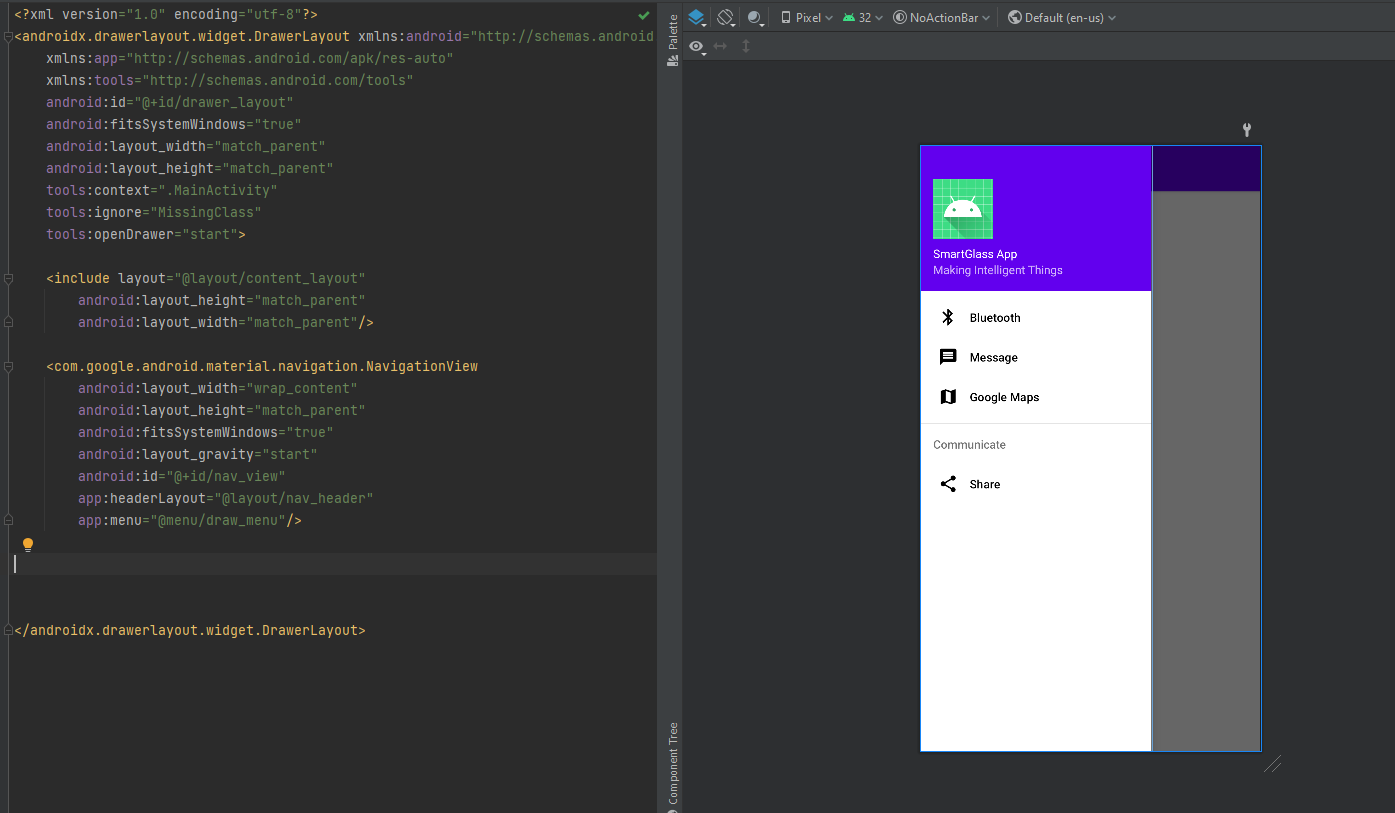 <?xml version="1.0" encoding="utf-8"?>
<androidx.drawerlayout.widget.DrawerLayout xmlns:android="http://schemas.android
xmlns:app="http://schemas.android.com/apk/res-auto"
xmlns:tools="http://schemas.android.com/tools"
android:id="@+id/drawer_layout"
android:fitsSystemWindows="true"
android:layout_width="match_parent"
android:layout_height="match_parent"
tools:context=".MainActivity"
tools:ignore="MissingClass"
tools:openDrawer="start">
<include layout="@layout/content_layout"
android:layout_height="match_parent"
android:layout_width="match_parent"/>
<com.google.android.material.navigation.NavigationView
android:layout_width="wrap_content"
android:layout_height="match_parent"
android:fitsSystemWindows="true"
android:layout_gravity="start"
android:id="@+id/nav_view"
app:headerLayout="@layout/nav_header"
app:menu="@menu/draw_menu"/>
</androidx.drawerlayout.widget.DrawerLayout>
Palette
Component Tree
Pixel 32 NoActionBar Default (en-us)
SmartGlass App
Making Intelligent Things
Bluetooth
Message
Google Maps
Communicate
Share